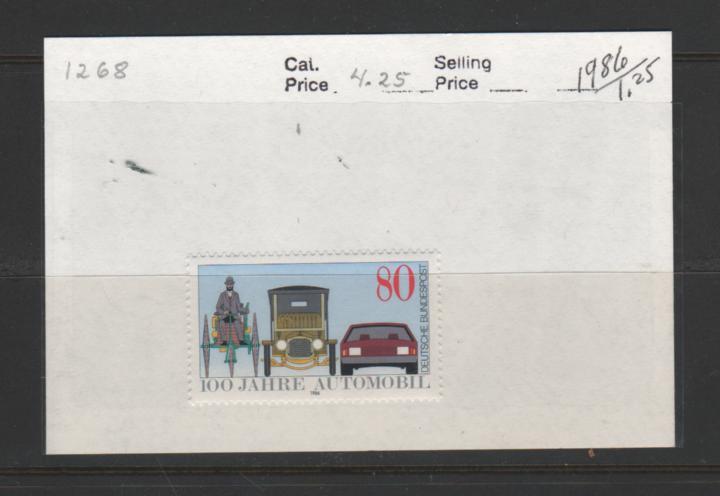 1268
Cat. Price 4.25
Selling Price
1986/1.25
80
DEUTSCHE BUNDESPOST
100 JAHRE AUTOMOBIL
1986